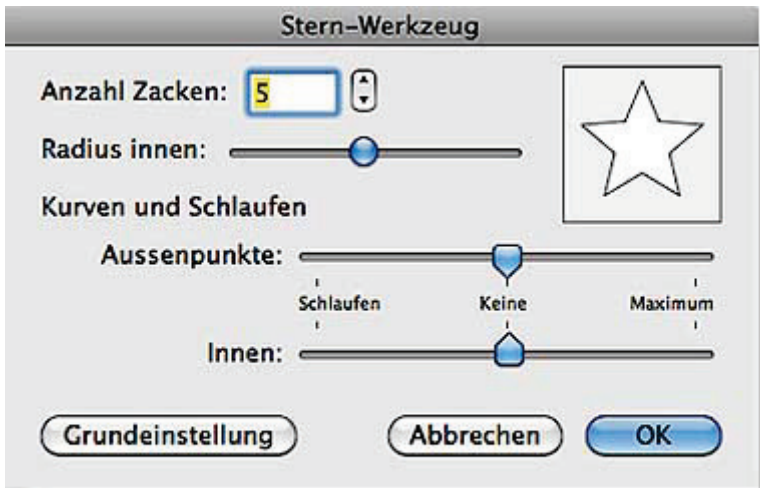 Stern-Werkzeug
Anzahl Zacken: 5
Radius innen:
Kurven und Schlaufen
Aussenpunkte:
Schlaufen Keine Maximum
Innen:
Grundeinstellung Abbrechen OK